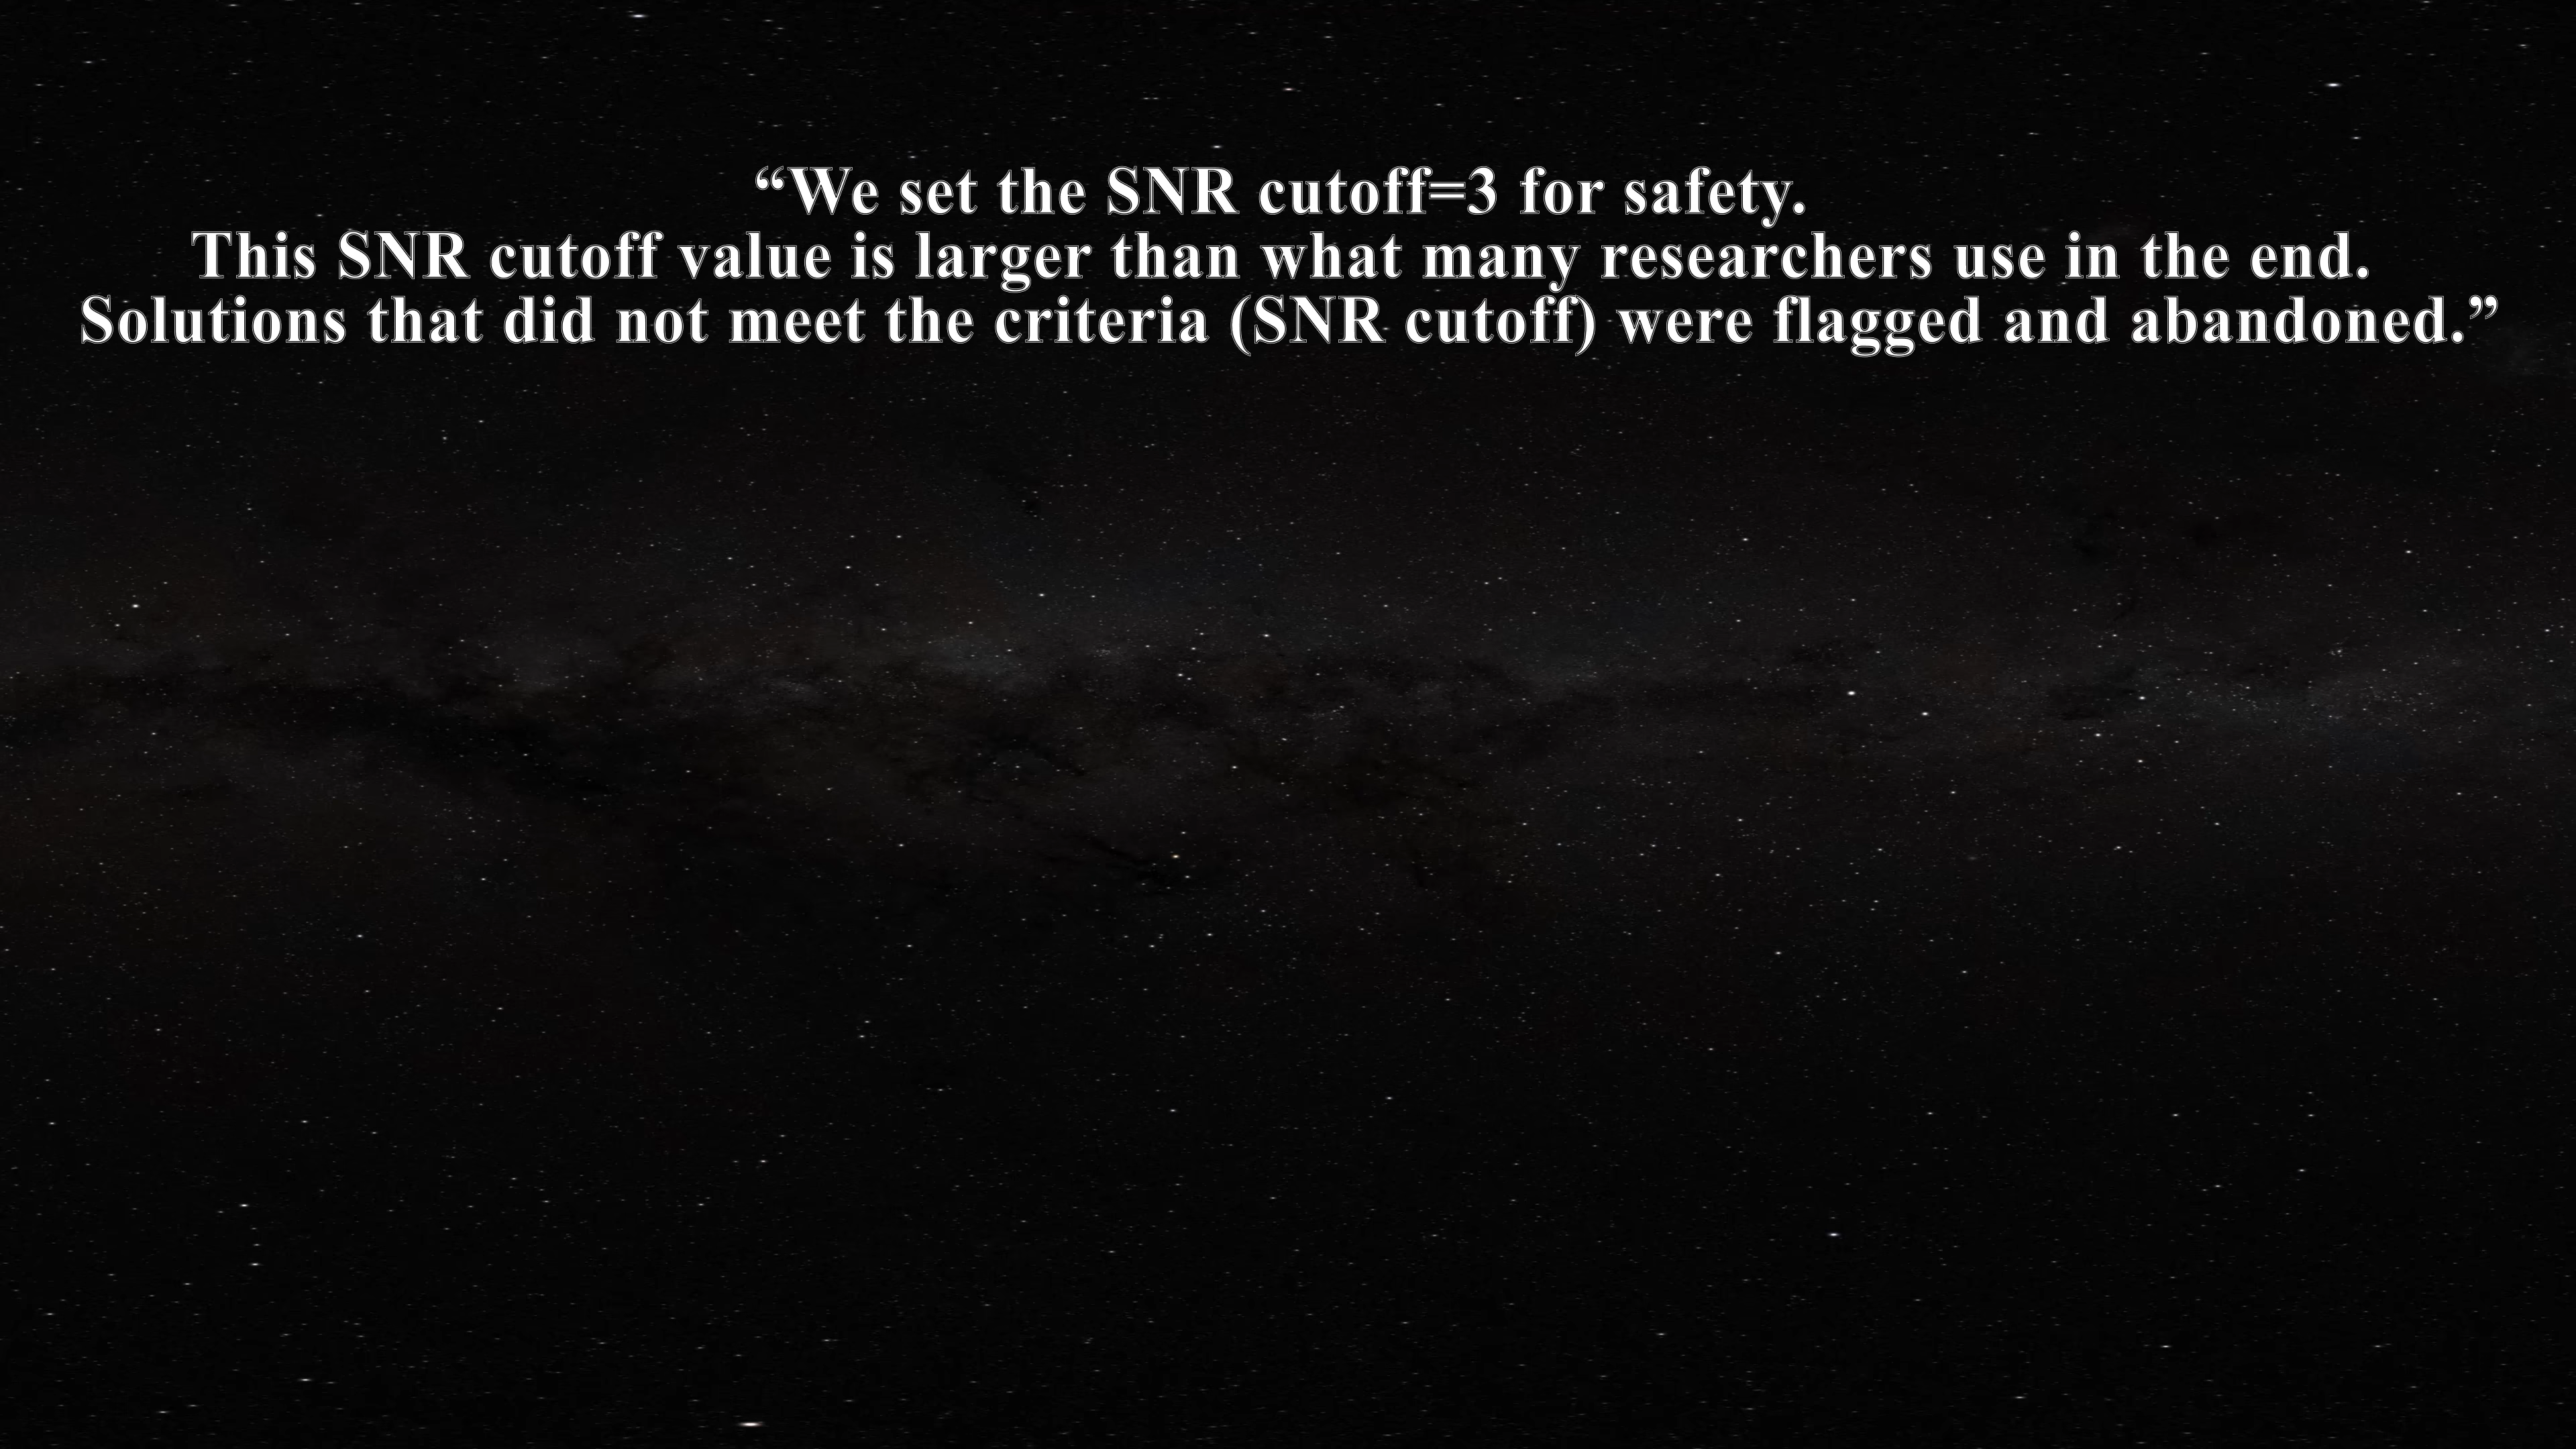 “We set the SNR cutoff=3 for safety.
This SNR cutoff value is larger than what many researchers use in the end.
Solutions that did not meet the criteria (SNR cutoff) were flagged and abandoned.”